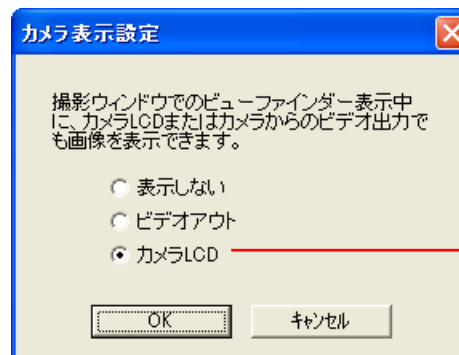 カメラ表示設定
撮影ウィンドウでのビューファインダー表示中
に、カメラLCDまたはカメラからのビデオ出力で
も画像を表示できます。
表示しない
ビデオアウト
カメラLCD
OK キャンセル